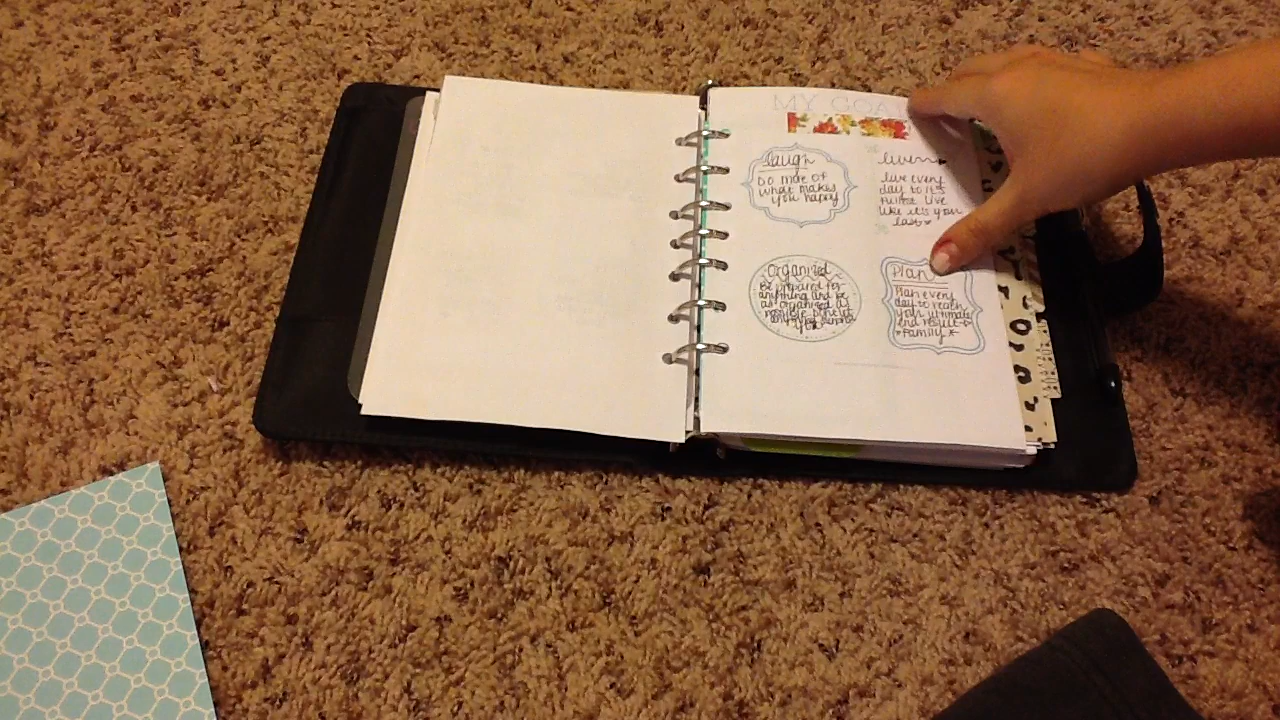 MY GOA
laugh
Do more of
what makes
you happy
live
live every
day to it's
fullest live
like it's your
last
Organized
Be prepared for
anything and be
as organized as
possible
you
Plan
Plan every
day to reach
your ultimate
end result
family